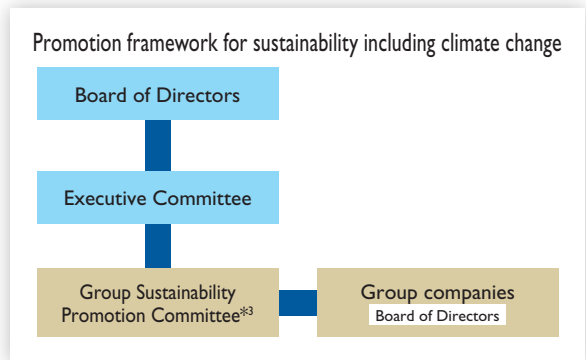 Promotion framework for sustainability including climate change
Board of Directors
Executive Committee
Group Sustainability
Promotion Committee*3
Group companies
Board of Directors